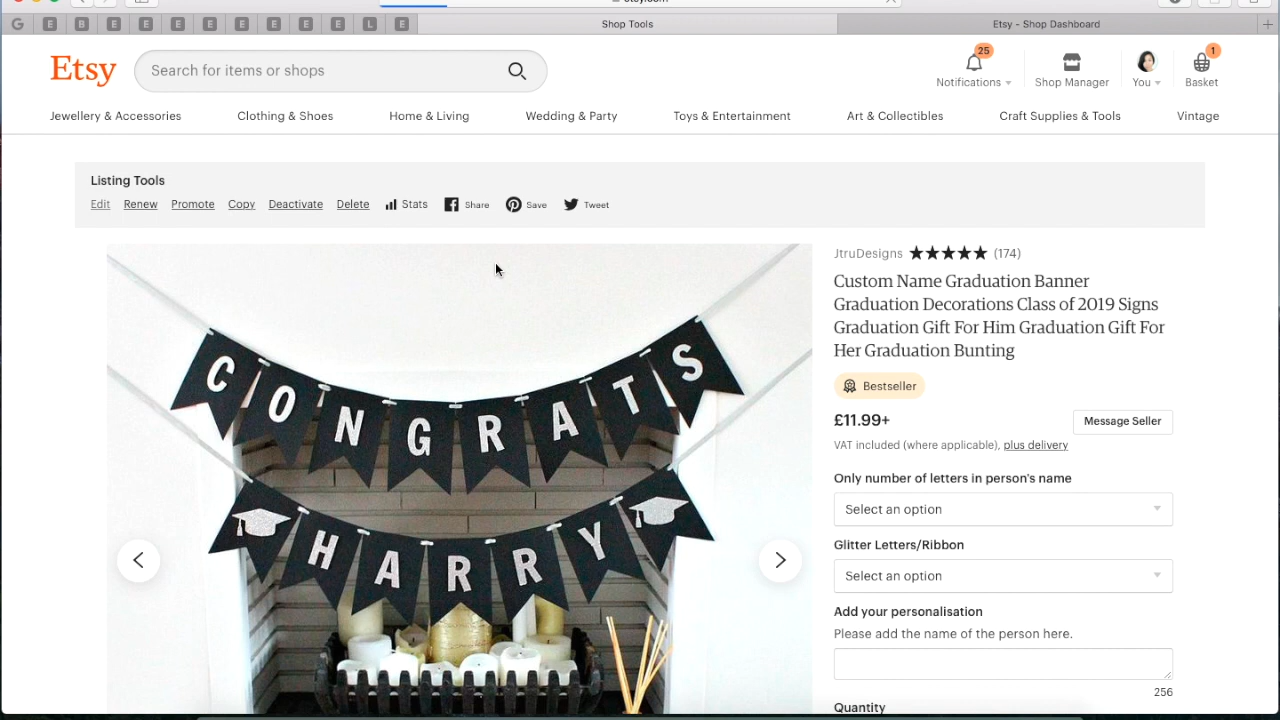 Shop Tools
Etsy - Shop Dashboard
Etsy
Search for items or shops
25
Notifications
Shop Manager
You
1
Basket
Jewellery & Accessories
Clothing & Shoes
Home & Living
Wedding & Party
Toys & Entertainment
Art & Collectibles
Craft Supplies & Tools
Vintage
Listing Tools
Edit
Renew
Promote
Copy
Deactivate
Delete
Stats
Share
Save
Tweet
CONGRATS
HARRY
JtruDesigns ★★★★★ (174)
Custom Name Graduation Banner
Graduation Decorations Class of 2019 Signs
Graduation Gift For Him Graduation Gift For
Her Graduation Bunting
Bestseller
£11.99+
Message Seller
VAT included (where applicable), plus delivery
Only number of letters in person's name
Select an option
Glitter Letters/Ribbon
Select an option
Add your personalisation
Please add the name of the person here.
256
Quantity